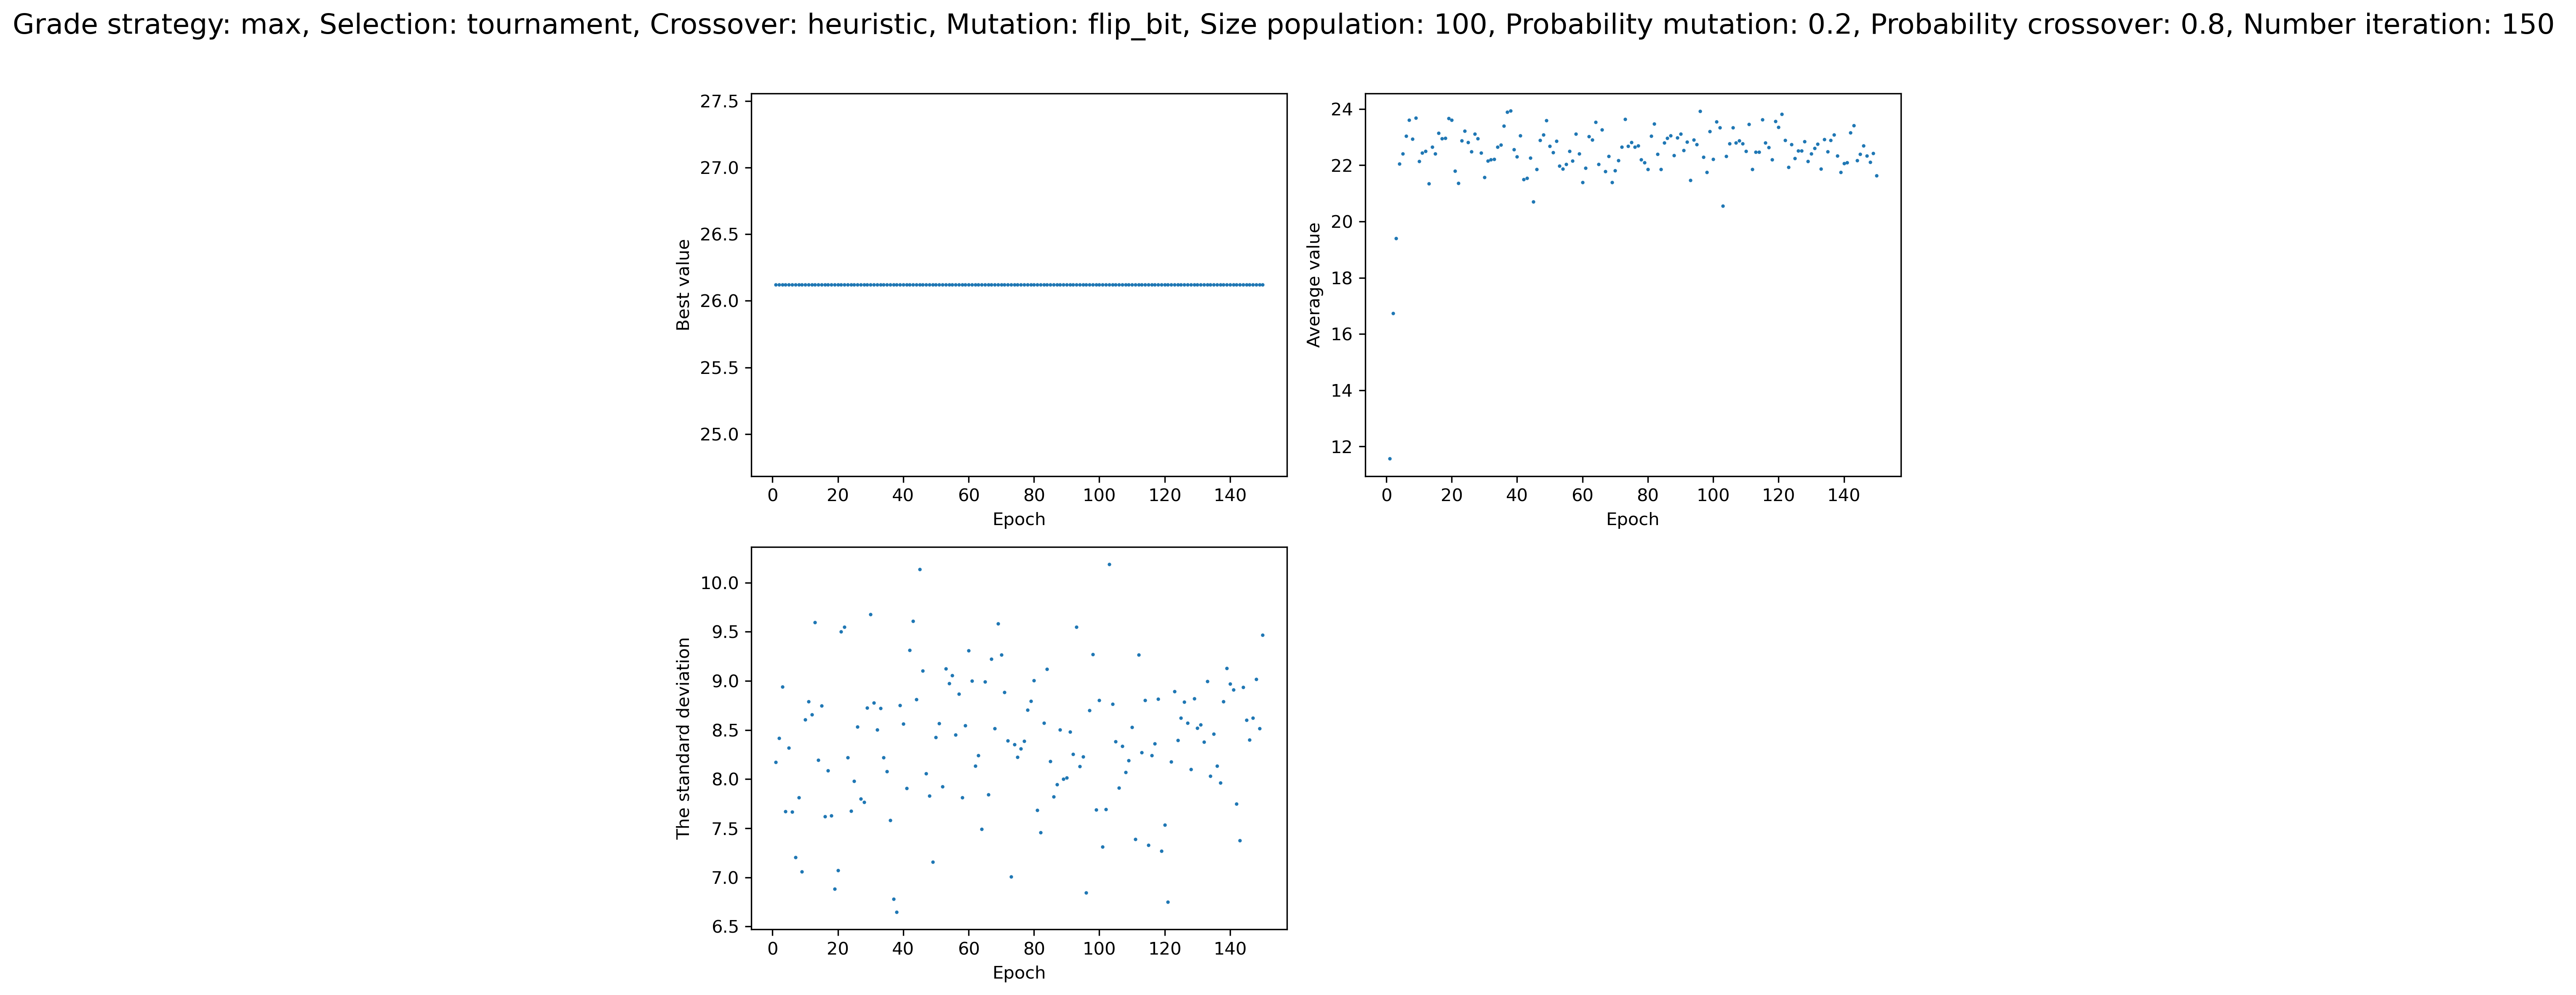 Grade strategy: max, Selection: tournament, Crossover: heuristic, Mutation: flip_bit, Size population: 100, Probability mutation: 0.2, Probability crossover: 0.8, Number iteration: 150
27.5
27.0
26.5
26.0
25.5
25.0
Best value
0 20 40 60 80 100 120 140
Epoch
24
22
20
18
16
14
12
Average value
0 20 40 60 80 100 120 140
Epoch
10.0
9.5
9.0
8.5
8.0
7.5
7.0
6.5
The standard deviation
0 20 40 60 80 100 120 140
Epoch